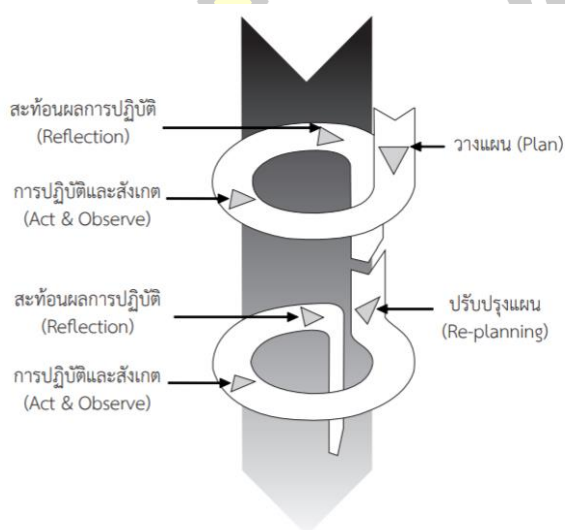 สะท้อนผลการปฏิบัติ
(Reflection)
วางแผน (Plan)
การปฏิบัติและสังเกต
(Act & Observe)
สะท้อนผลการปฏิบัติ
(Reflection)
ปรับปรุงแผน
(Re-planning)
การปฏิบัติและสังเกต
(Act & Observe)